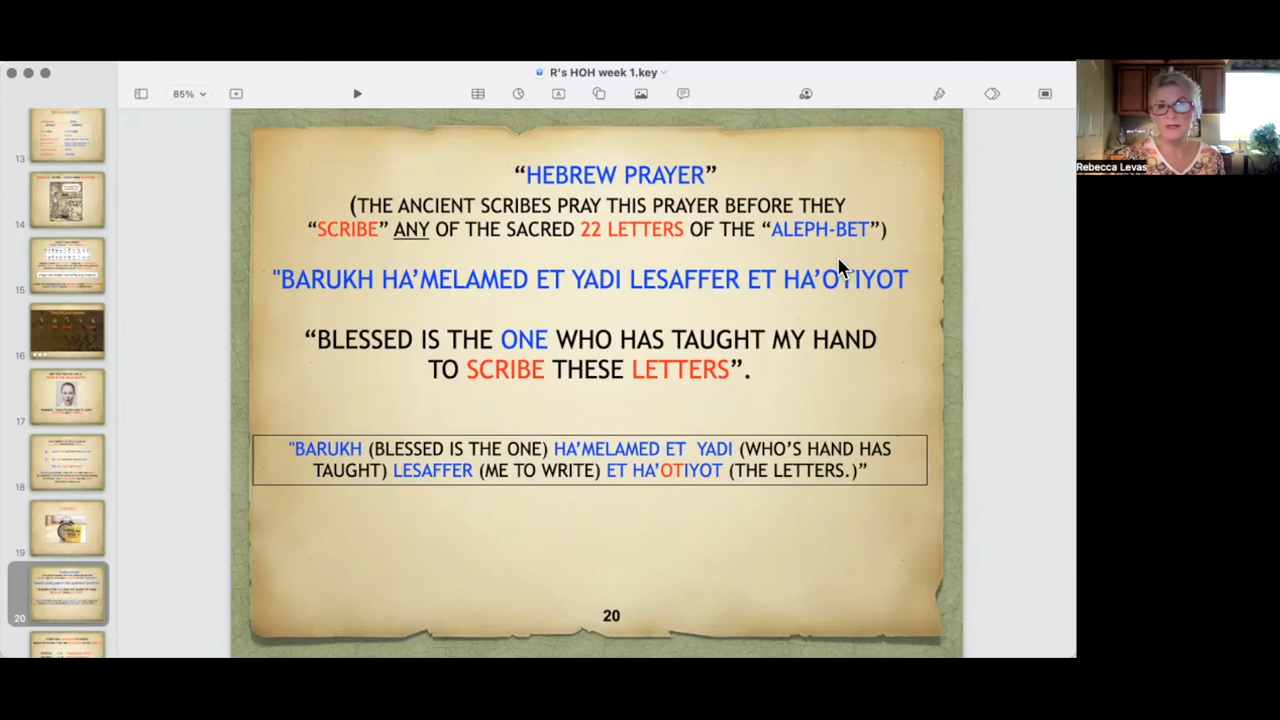 R's HOH week 1.key
85%
Rebecca Levas
“HEBREW PRAYER”
(THE ANCIENT SCRIBES PRAY THIS PRAYER BEFORE THEY
“SCRIBE” ANY OF THE SACRED 22 LETTERS OF THE “ALEPH-BET”)
"BARUKH HA’MELAMED ET YADI LESAFFER ET HA’OTIYOT
“BLESSED IS THE ONE WHO HAS TAUGHT MY HAND
TO SCRIBE THESE LETTERS”.
"BARUKH (BLESSED IS THE ONE) HA’MELAMED ET YADI (WHO’S HAND HAS
TAUGHT) LESAFFER (ME TO WRITE) ET HA’OTIYOT (THE LETTERS.)”
20
13
14
15
16
17
18
19
20